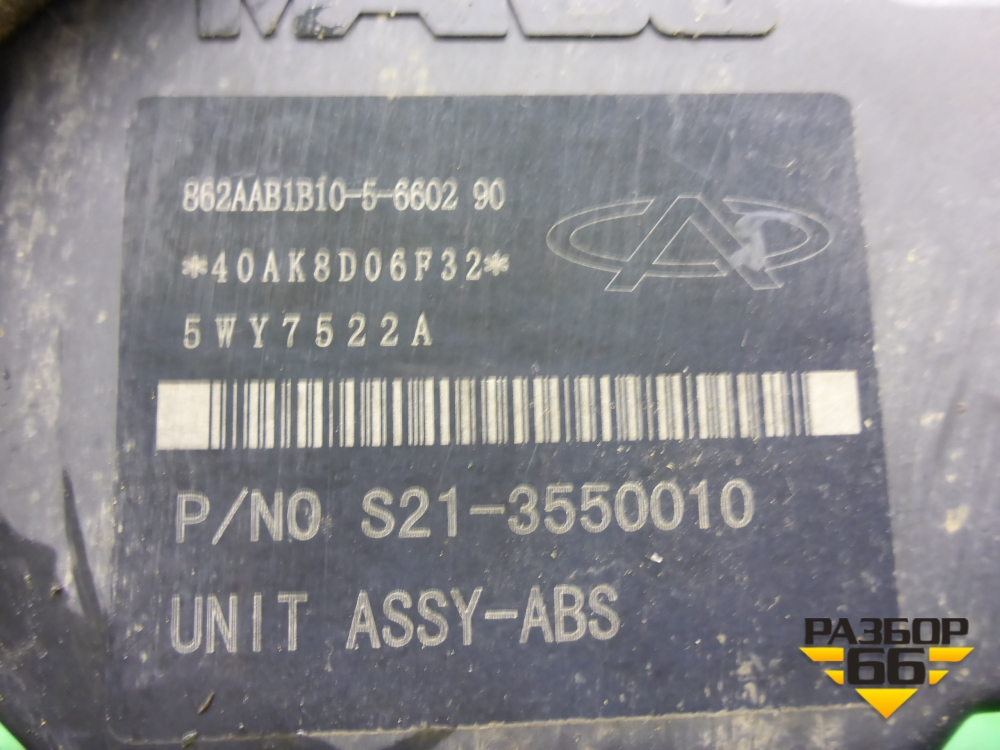 862AAB1B10-5-6602 90
*40AK8D06F32*
5WY7522A
P/NO S21-3550010
UNIT ASSY-ABS
РАЗБОР
66